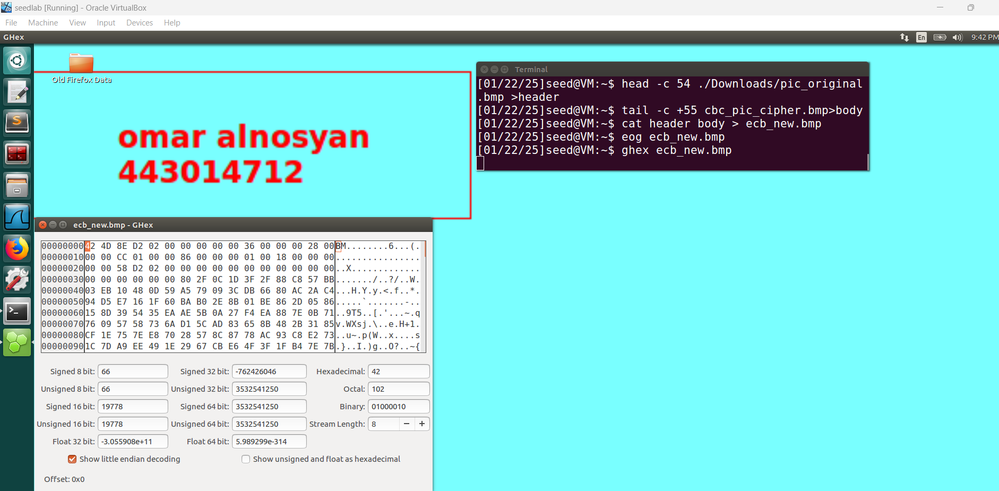 seedlab [Running] - Oracle VirtualBox
File Machine View Input Devices Help
GHex
En
9:42 PM
Old Firefox Data
omar alnosyan
443014712
Terminal
[01/22/25]seed@VM:~$ head -c 54 ./Downloads/pic_original
.bmp >header
[01/22/25]seed@VM:~$ tail -c +55 cbc_pic_cipher.bmp>body
[01/22/25]seed@VM:~$ cat header body > ecb_new.bmp
[01/22/25]seed@VM:~$ eog ecb_new.bmp
[01/22/25]seed@VM:~$ ghex ecb_new.bmp
ecb_new.bmp - GHex
00000000 42 4D 8E D2 02 00 00 00 00 00 36 00 00 00 28 00 BM........6...(.
00000010 00 00 CC 01 00 00 86 00 00 00 01 00 18 00 00 00 ................
00000020 00 00 58 D2 02 00 00 00 00 00 00 00 00 00 00 00 ..X.............
00000030 00 00 00 00 00 00 80 2F 0C 1D 3F 2F 88 C8 57 BB ......./..?/..W.
00000040 03 EB 10 48 0D 59 A5 79 09 3C DB 66 80 AC 2A C4 ...H.Y.y.<.f..*.
00000050 94 D5 E7 16 1F 60 BA B0 2E 8B 01 BE 86 2D 05 86 .....`.......-..
00000060 15 8D 39 54 35 EA AE 5B 0A 27 F4 EA 88 7E 0B 71 ..9T5..[.'...~.q
00000070 76 09 57 58 73 6A D1 5C AD 83 65 8B 48 2B 31 85 v.WXsj.\..e.H+1.
00000080 CF 1E 75 7E E8 70 28 57 8C 87 78 AC 93 C8 E2 73 ..u~.p(W..x....s
00000090 1C 7D A9 EE 49 1E 29 67 CB E6 4F 3F 1F B4 7E 7B .}..I.)g..O?..~{
Signed 8 bit: 66 Signed 32 bit: -762426046 Hexadecimal: 42
Unsigned 8 bit: 66 Unsigned 32 bit: 3532541250 Octal: 102
Signed 16 bit: 19778 Signed 64 bit: 3532541250 Binary: 01000010
Unsigned 16 bit: 19778 Unsigned 64 bit: 3532541250 Stream Length: 8 − +
Float 32 bit: -3.055908e+11 Float 64 bit: 5.989299e-314
Show little endian decoding Show unsigned and float as hexadecimal
Offset: 0x0